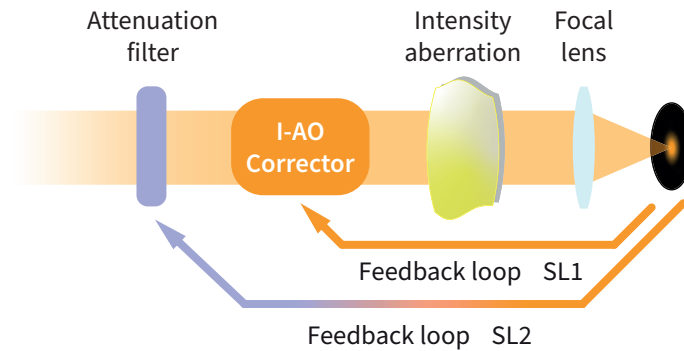 Attenuation
filter
Intensity
aberration
Focal
lens
I-AO
Corrector
Feedback loop SL1
Feedback loop SL2